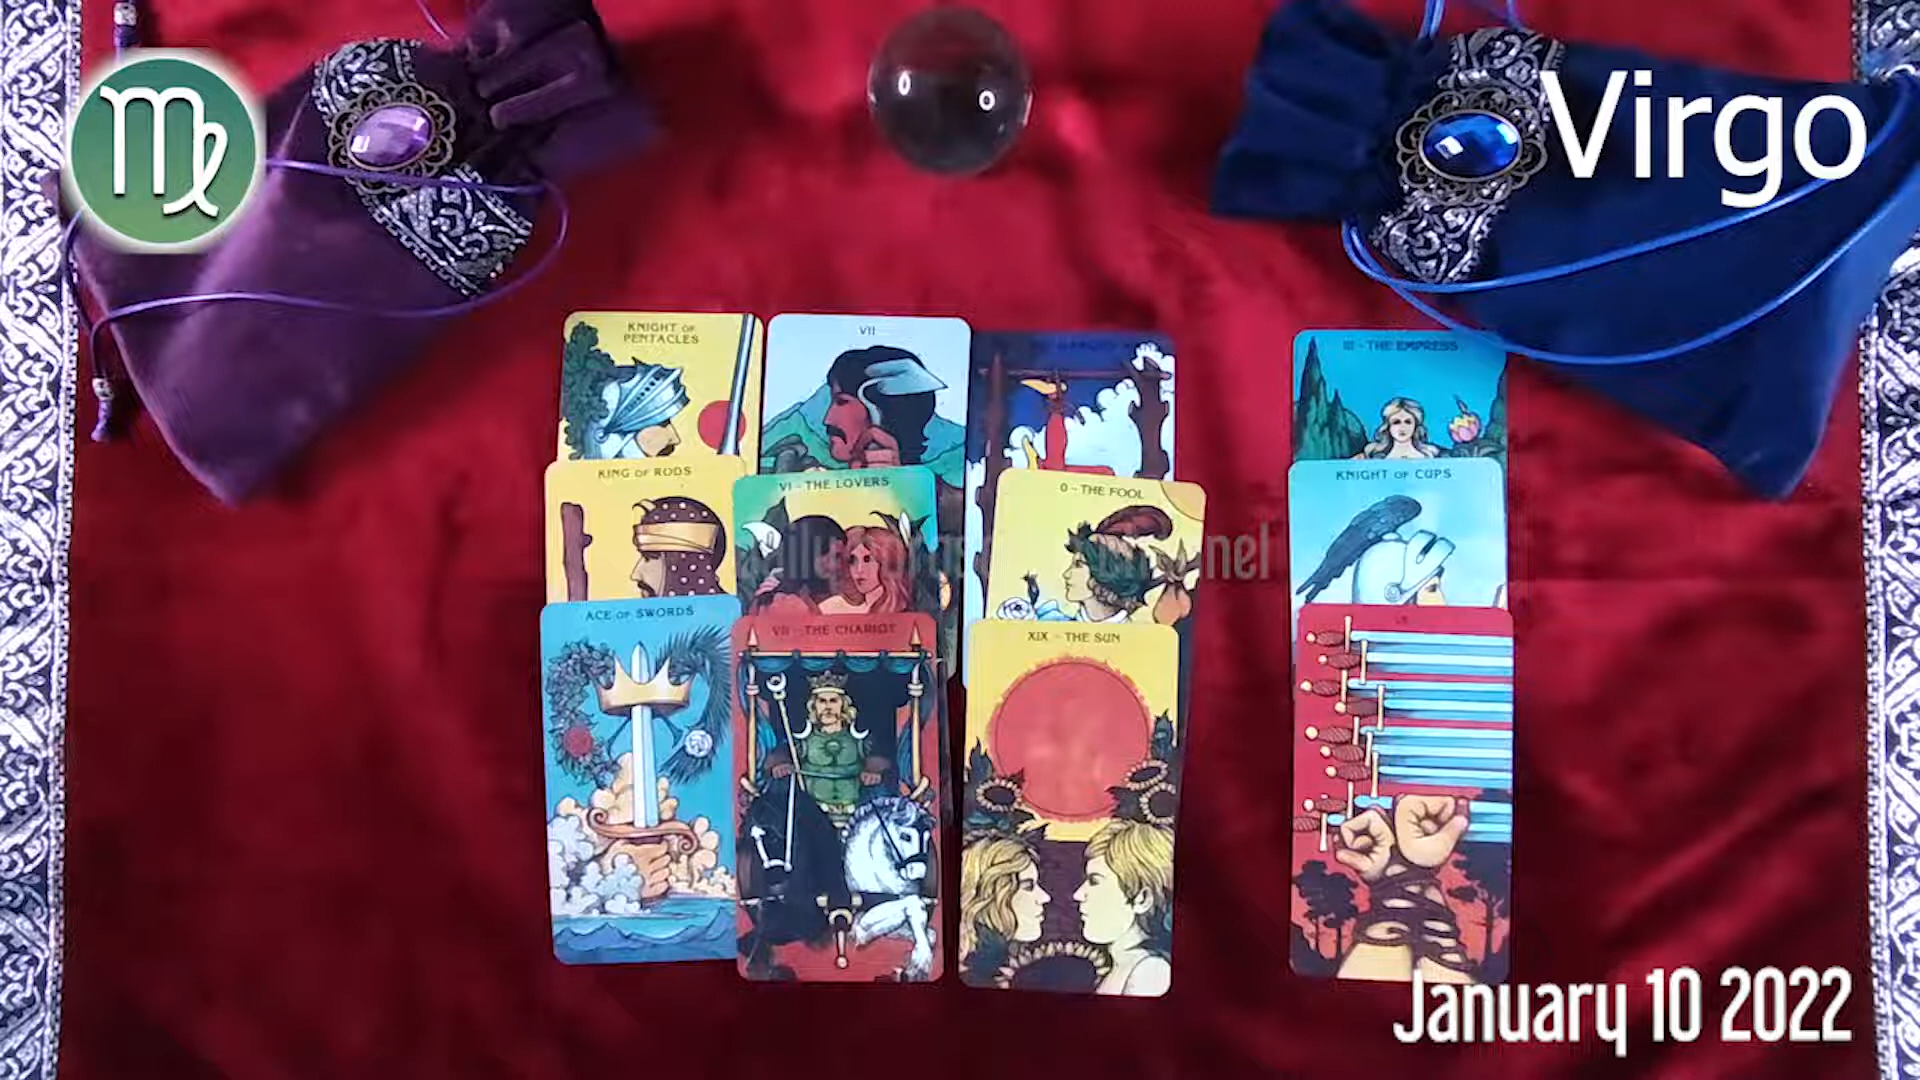 Virgo
KNIGHT OF
PENTACLES
VII
III - THE EMPRESS
KING OF RODS
VI - THE LOVERS
0 - THE FOOL
KNIGHT OF CUPS
ACE OF SWORDS
VII - THE CHARIOT
XIX - THE SUN
January 10 2022